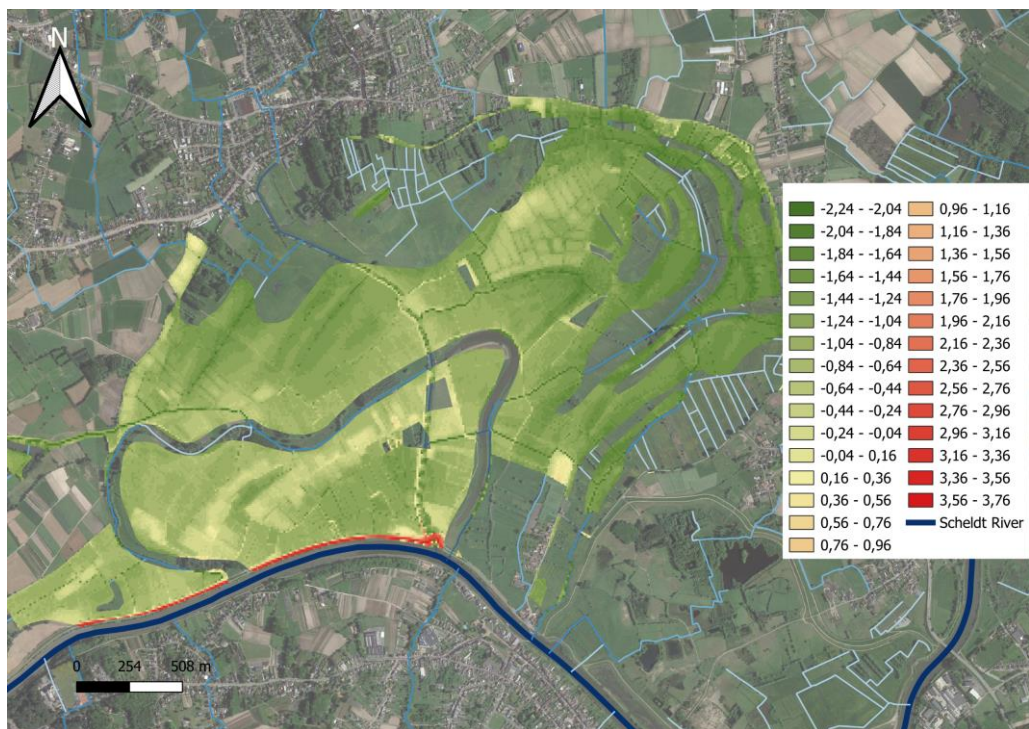 N
-2,24 - -2,04
-2,04 - -1,84
-1,84 - -1,64
-1,64 - -1,44
-1,44 - -1,24
-1,24 - -1,04
-1,04 - -0,84
-0,84 - -0,64
-0,64 - -0,44
-0,44 - -0,24
-0,24 - -0,04
-0,04 - 0,16
0,16 - 0,36
0,36 - 0,56
0,56 - 0,76
0,76 - 0,96
0,96 - 1,16
1,16 - 1,36
1,36 - 1,56
1,56 - 1,76
1,76 - 1,96
1,96 - 2,16
2,16 - 2,36
2,36 - 2,56
2,56 - 2,76
2,76 - 2,96
2,96 - 3,16
3,16 - 3,36
3,36 - 3,56
3,56 - 3,76
Scheldt River
0 254 508 m